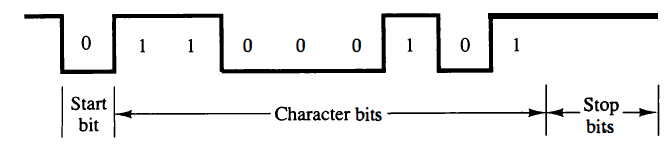 0 1 1 0 0 0 1 0 1
Start
bit
Character bits
Stop
bits